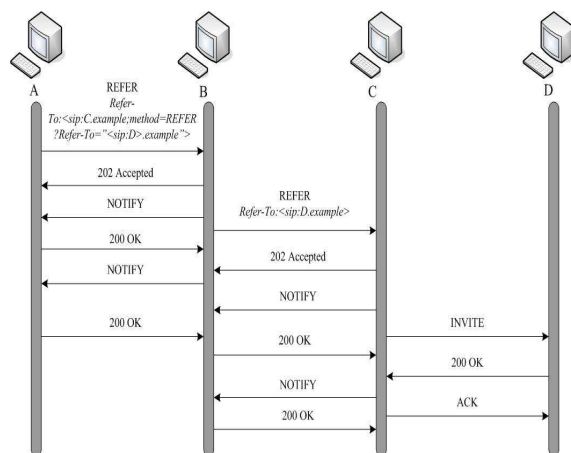 A
B
C
D
REFER
Refer-
To:<sip:C.example;method=REFER
?Refer-To="<sip:D>.example">
202 Accepted
NOTIFY
200 OK
NOTIFY
200 OK
REFER
Refer-To:<sip:D.example>
202 Accepted
NOTIFY
200 OK
NOTIFY
200 OK
INVITE
200 OK
ACK